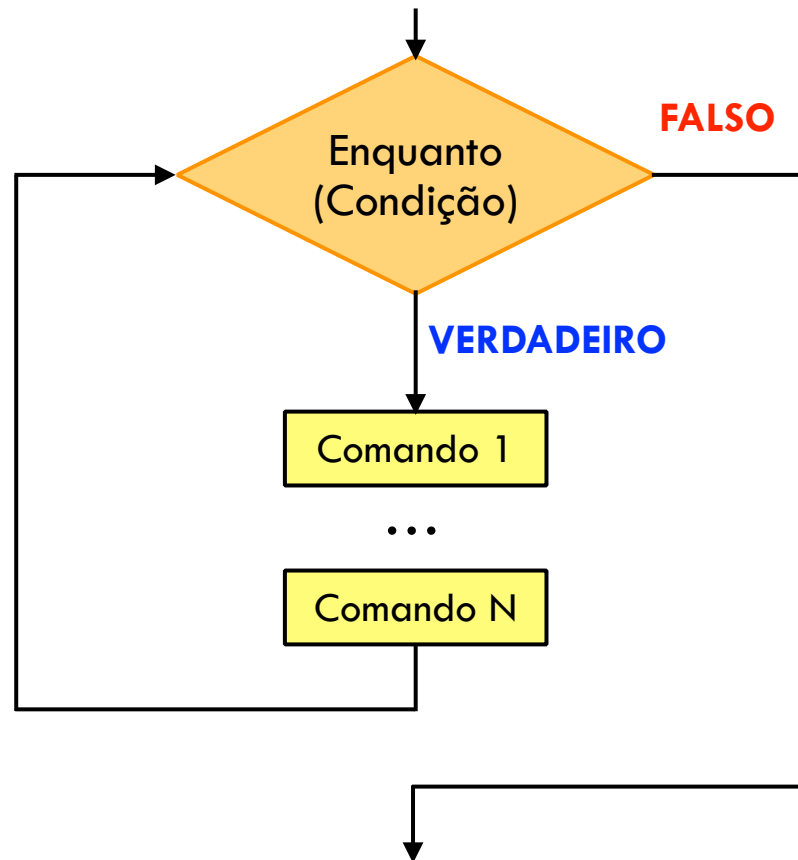 FALSO
Enquanto
(Condição)
VERDADEIRO
Comando 1
...
Comando N